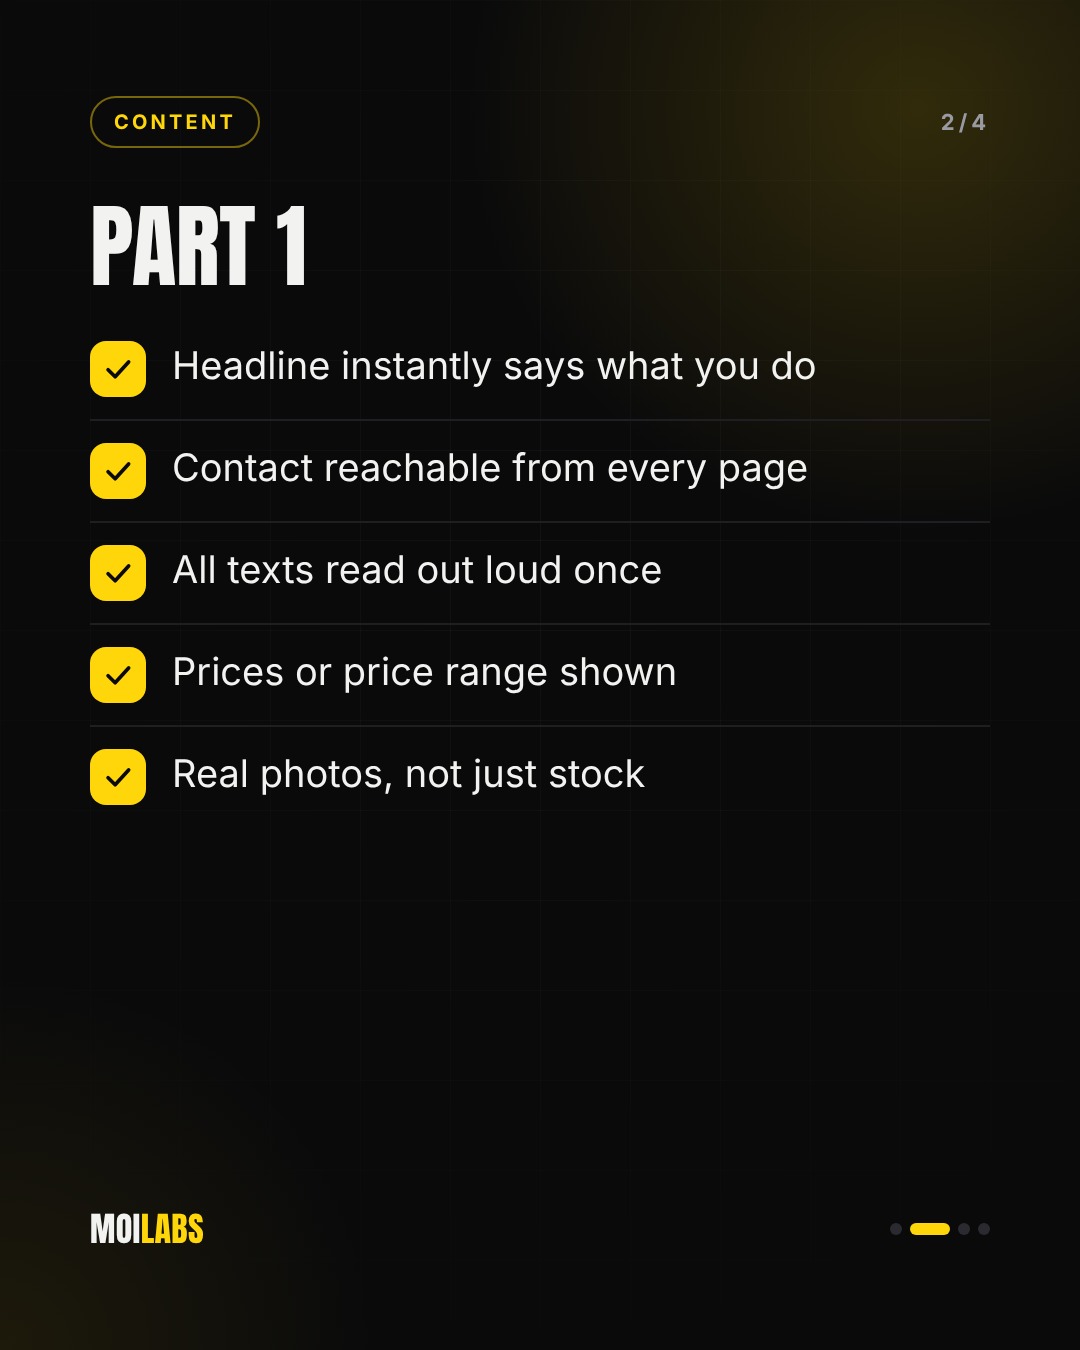 CONTENT
2/4
PART 1
Headline instantly says what you do
Contact reachable from every page
All texts read out loud once
Prices or price range shown
Real photos, not just stock
MOILABS